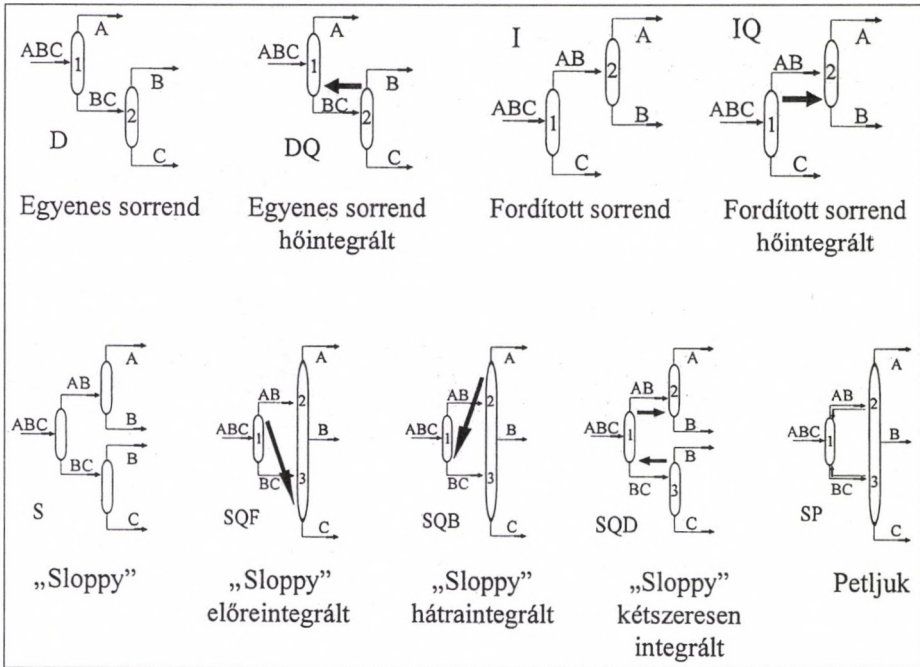 A
ABC
1
B
BC
2
D
C
Egyenes sorrend
A
ABC
1
B
BC
2
DQ
C
Egyenes sorrend
hőintegrált
I
A
AB
2
ABC
1
B
C
Fordított sorrend
IQ
A
AB
2
ABC
1
B
C
Fordított sorrend
hőintegrált
A
AB
ABC
B
B
BC
S
C
„Sloppy”
A
AB
2
ABC
1
B
BC
3
SQF
C
„Sloppy”
előreintegrált
A
AB
2
ABC
1
B
BC
3
SQB
C
„Sloppy”
hátraintegrált
A
AB
2
ABC
1
B
B
BC
3
SQD
C
„Sloppy”
kétszeresen
integrált
A
AB
2
ABC
1
B
BC
3
SP
C
Petljuk